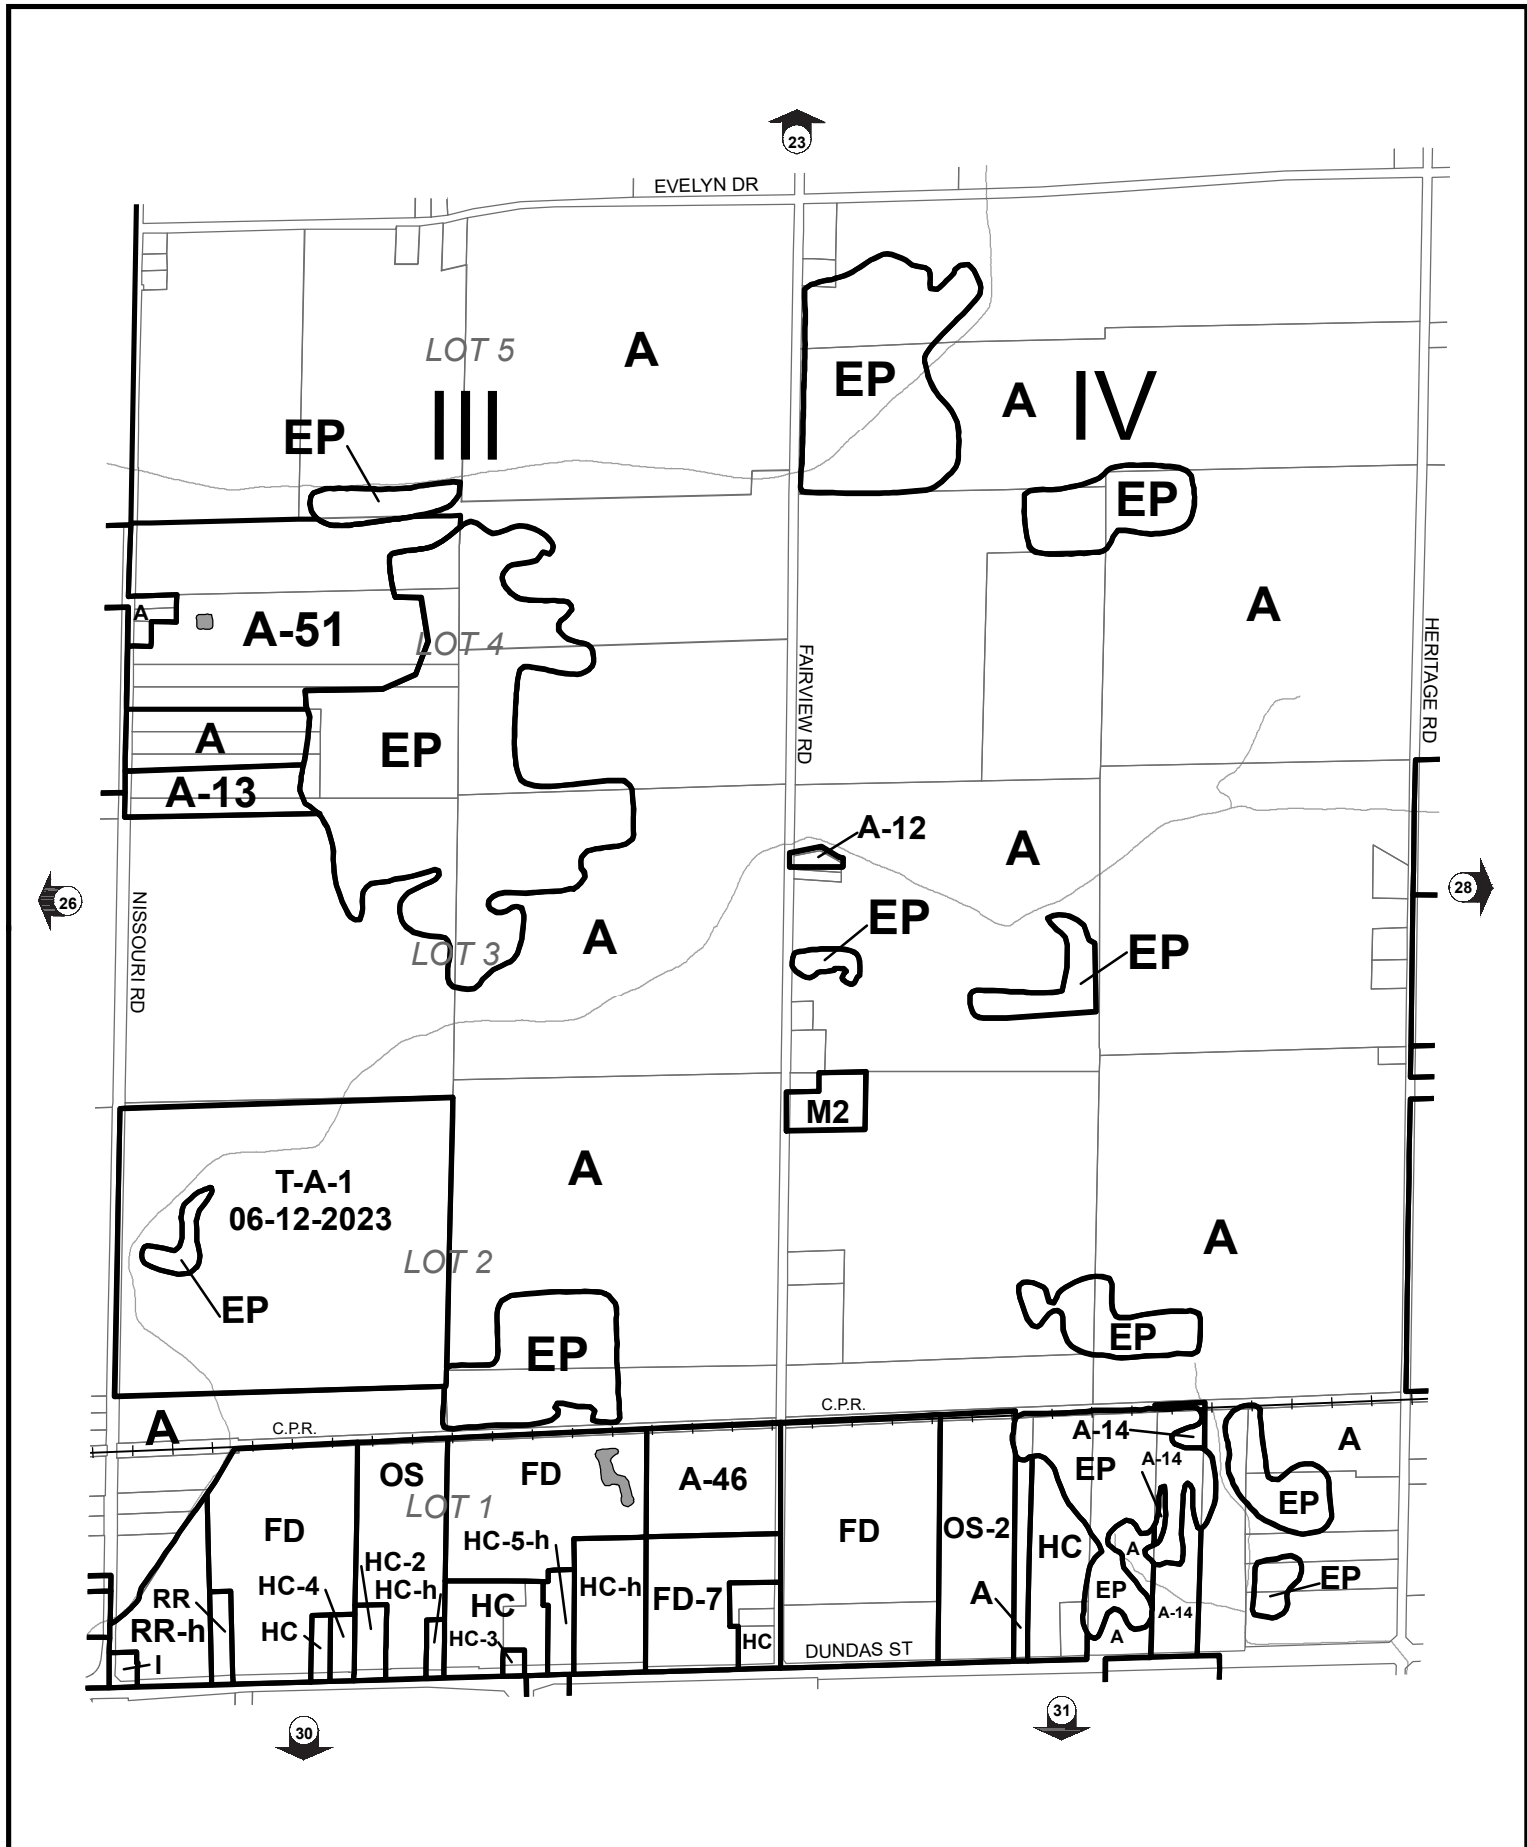 23
EVELYN DR
LOT 5
A
EP
A
IV
III
EP
EP
A
A
A-51
LOT 4
FAIRVIEW RD
HERITAGE RD
A
EP
A-13
A-12
A
26
NISSOURI RD
28
EP
A
LOT 3
EP
M2
T-A-1
06-12-2023
A
A
LOT 2
EP
EP
EP
A
C.P.R.
C.P.R.
A-14
A
OS
FD
A-46
EP
A-14
EP
LOT 1
FD
FD
OS-2
HC-5-h
HC
A
HC-2
HC-4
HC-h
HC-h
FD-7
EP
EP
RR
HC
A
A-14
RR-h
HC
HC-3
HC
A
I
DUNDAS ST
30
31